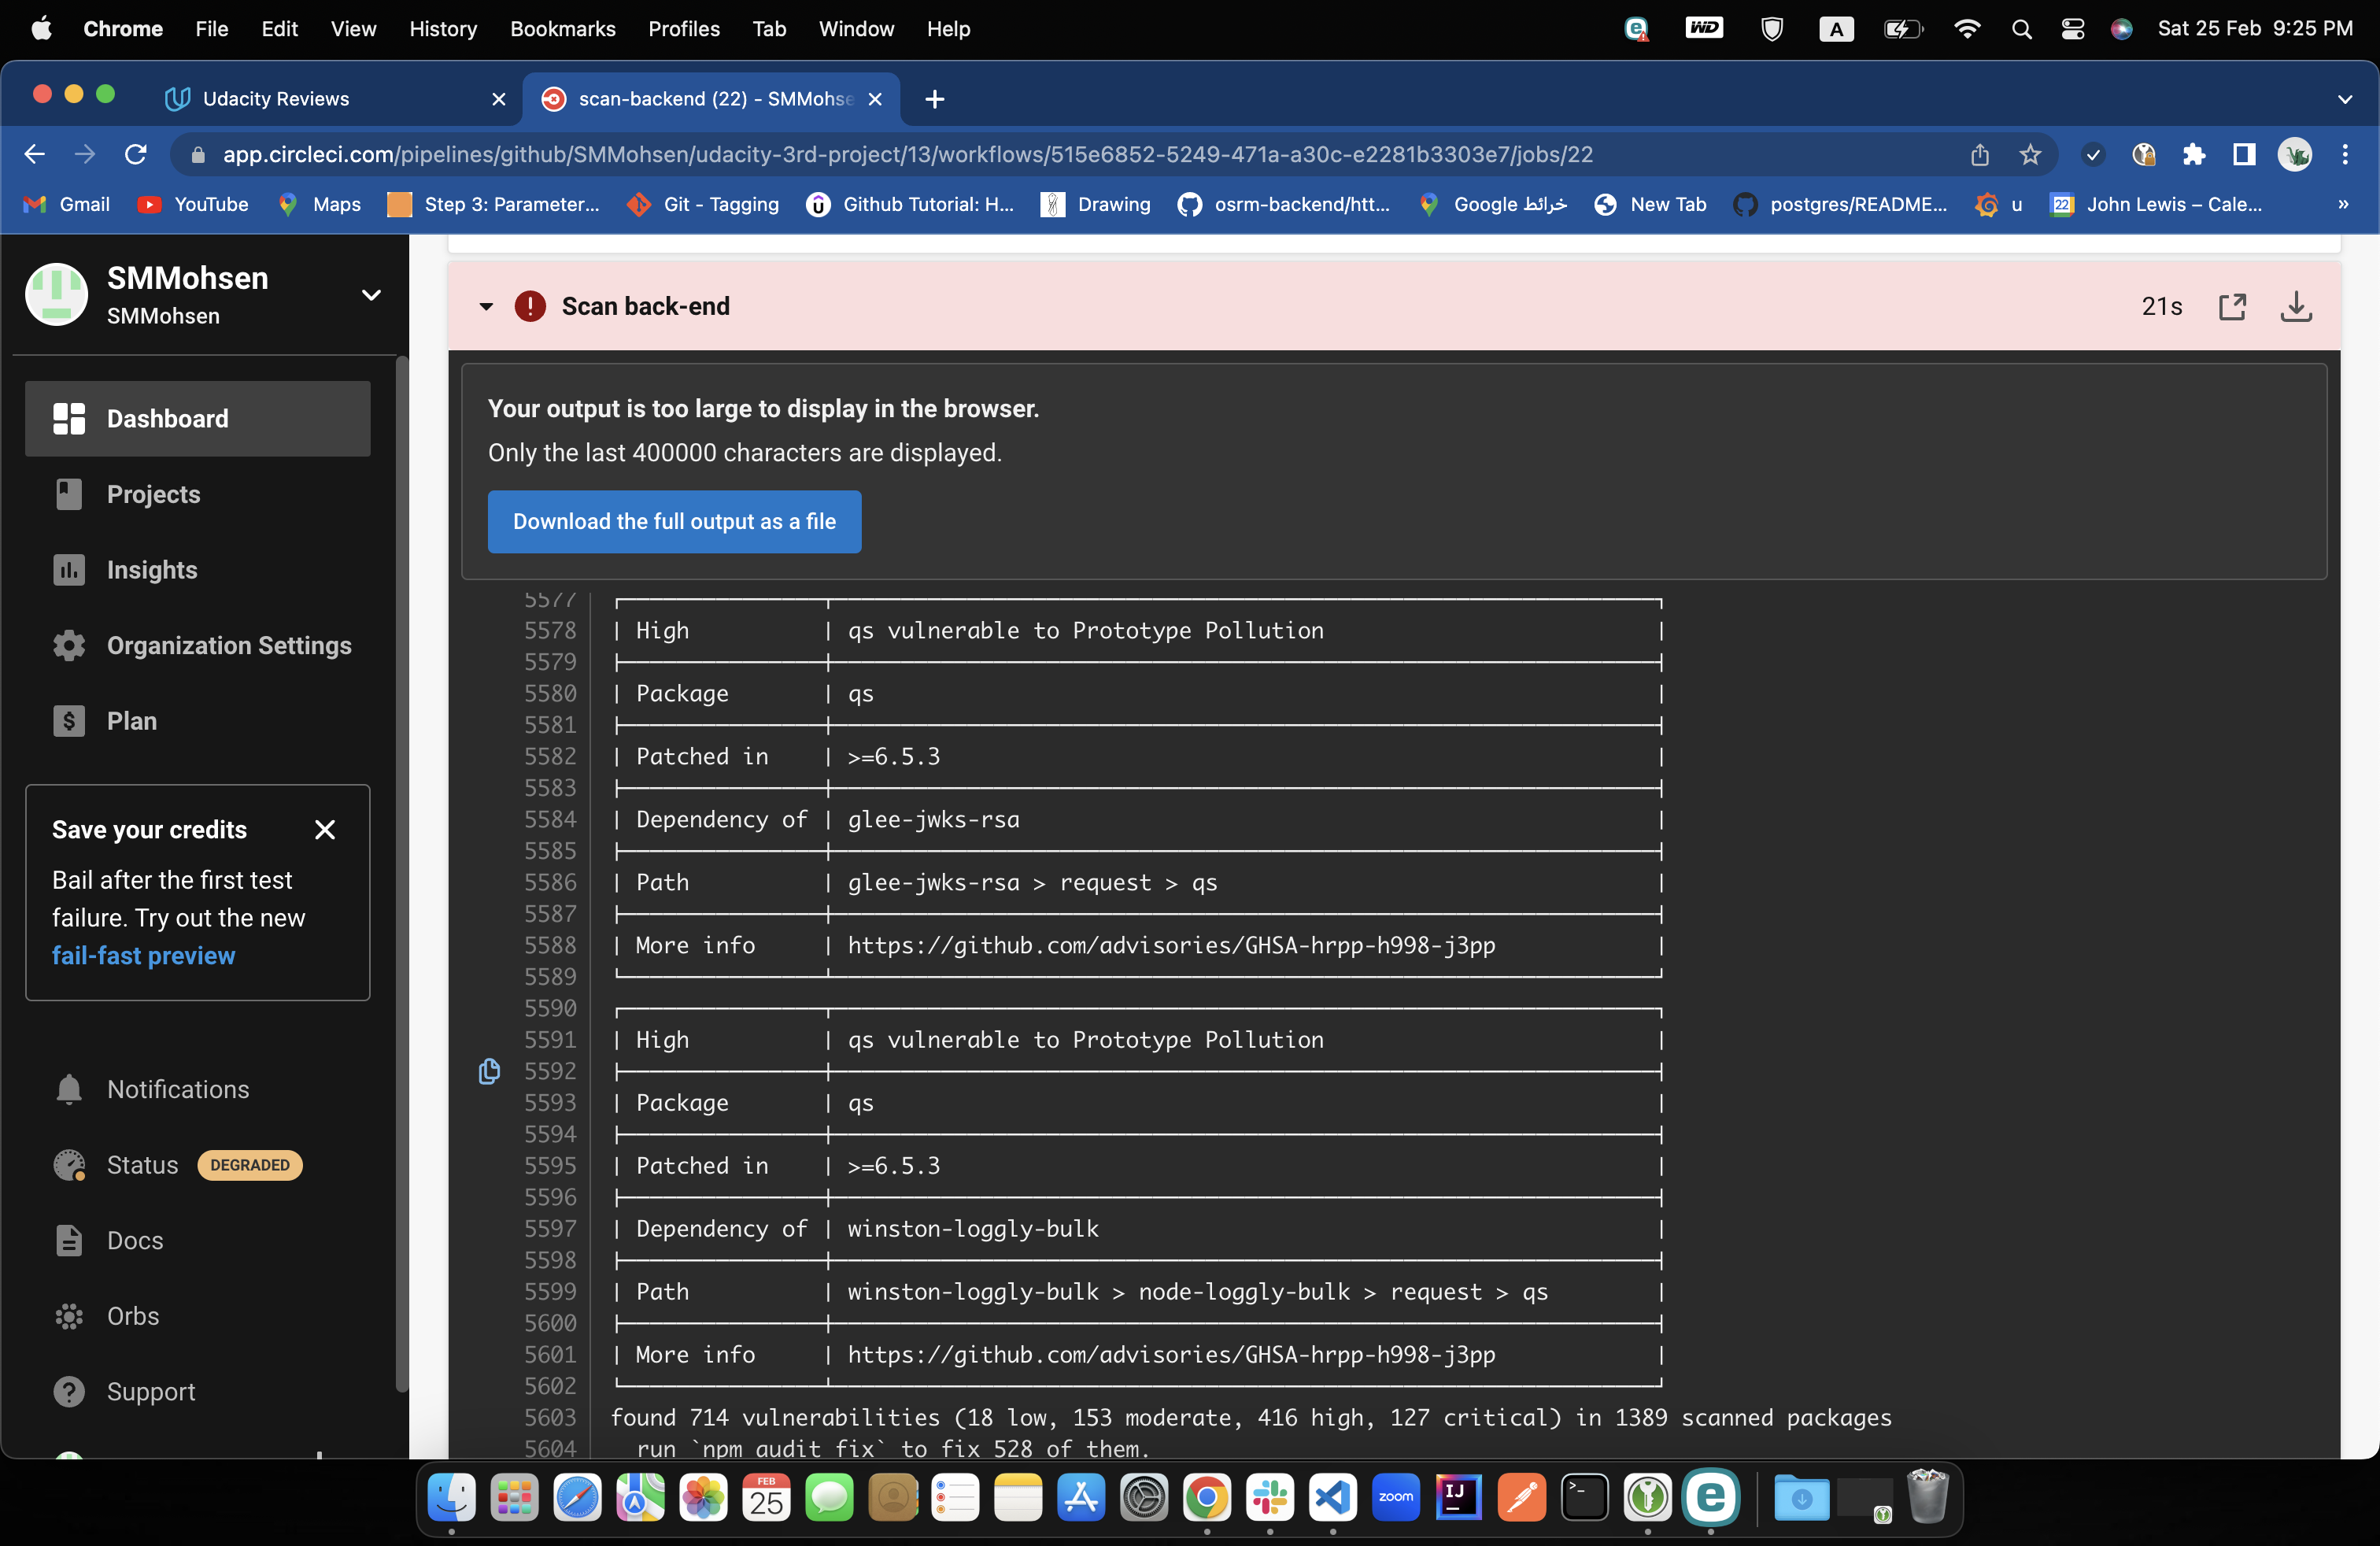 Chrome File Edit View History Bookmarks Profiles Tab Window Help
WD A Sat 25 Feb 9:25 PM
Udacity Reviews
scan-backend (22) - SMMohse
app.circleci.com/pipelines/github/SMMohsen/udacity-3rd-project/13/workflows/515e6852-5249-471a-a30c-e2281b3303e7/jobs/22
Gmail YouTube Maps Step 3: Parameter... Git - Tagging Github Tutorial: H... Drawing osrm-backend/htt... Google خرائط New Tab postgres/README... u 22 John Lewis – Cale... »
SMMohsen
SMMohsen
Dashboard
Projects
Insights
Organization Settings
Plan
Save your credits
Bail after the first test
failure. Try out the new
fail-fast preview
Notifications
Status DEGRADED
Docs
Orbs
Support
Scan back-end
21s
Your output is too large to display in the browser.
Only the last 400000 characters are displayed.
Download the full output as a file
5577
5578 | High | qs vulnerable to Prototype Pollution |
5579
5580 | Package | qs |
5581
5582 | Patched in | >=6.5.3 |
5583
5584 | Dependency of | glee-jwks-rsa |
5585
5586 | Path | glee-jwks-rsa > request > qs |
5587
5588 | More info | https://github.com/advisories/GHSA-hrpp-h998-j3pp |
5589
5590
5591 | High | qs vulnerable to Prototype Pollution |
5592
5593 | Package | qs |
5594
5595 | Patched in | >=6.5.3 |
5596
5597 | Dependency of | winston-loggly-bulk |
5598
5599 | Path | winston-loggly-bulk > node-loggly-bulk > request > qs |
5600
5601 | More info | https://github.com/advisories/GHSA-hrpp-h998-j3pp |
5602
5603 found 714 vulnerabilities (18 low, 153 moderate, 416 high, 127 critical) in 1389 scanned packages
5604 run `npm audit fix` to fix 528 of them.
FEB
25
zoom
IJ
e